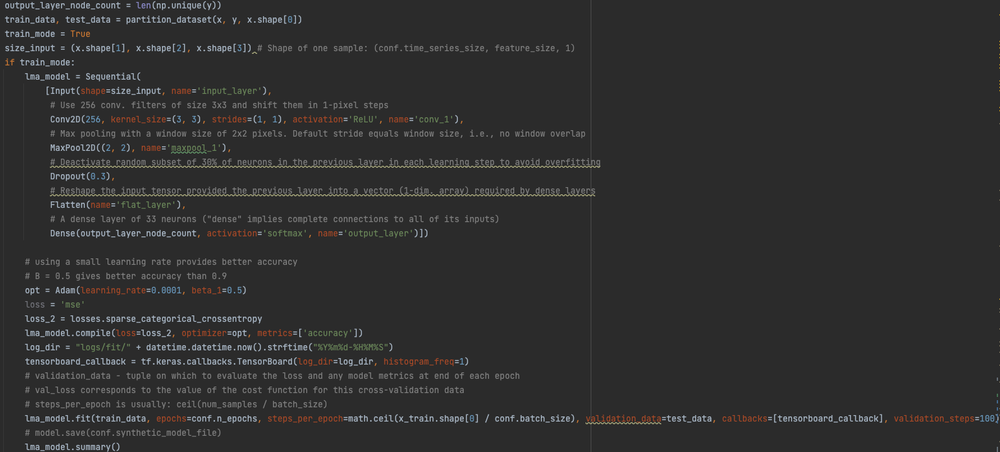 output_layer_node_count = len(np.unique(y))
train_data, test_data = partition_dataset(x, y, x.shape[0])
train_mode = True
size_input = (x.shape[1], x.shape[2], x.shape[3]) # Shape of one sample: (conf.time_series_size, feature_size, 1)
if train_mode:
    lma_model = Sequential(
        [Input(shape=size_input, name='input_layer'),
         # Use 256 conv. filters of size 3x3 and shift them in 1-pixel steps
         Conv2D(256, kernel_size=(3, 3), strides=(1, 1), activation='ReLU', name='conv_1'),
         # Max pooling with a window size of 2x2 pixels. Default stride equals window size, i.e., no window overlap
         MaxPool2D((2, 2), name='maxpool_1'),
         # Deactivate random subset of 30% of neurons in the previous layer in each learning step to avoid overfitting
         Dropout(0.3),
         # Reshape the input tensor provided the previous layer into a vector (1-dim. array) required by dense layers
         Flatten(name='flat_layer'),
         # A dense layer of 33 neurons ("dense" implies complete connections to all of its inputs)
         Dense(output_layer_node_count, activation='softmax', name='output_layer')])
    # using a small learning rate provides better accuracy
    # B = 0.5 gives better accuracy than 0.9
    opt = Adam(learning_rate=0.0001, beta_1=0.5)
    loss = 'mse'
    loss_2 = losses.sparse_categorical_crossentropy
    lma_model.compile(loss=loss_2, optimizer=opt, metrics=['accuracy'])
    log_dir = "logs/fit/" + datetime.datetime.now().strftime("%Y%m%d-%H%M%S")
    tensorboard_callback = tf.keras.callbacks.TensorBoard(log_dir=log_dir, histogram_freq=1)
    # validation_data - tuple on which to evaluate the loss and any model metrics at end of each epoch
    # val_loss corresponds to the value of the cost function for this cross-validation data
    # steps_per_epoch is usually: ceil(num_samples / batch_size)
    lma_model.fit(train_data, epochs=conf.n_epochs, steps_per_epoch=math.ceil(x_train.shape[0] / conf.batch_size), validation_data=test_data, callbacks=[tensorboard_callback], validation_steps=100)
    # model.save(conf.synthetic_model_file)
    lma_model.summary()